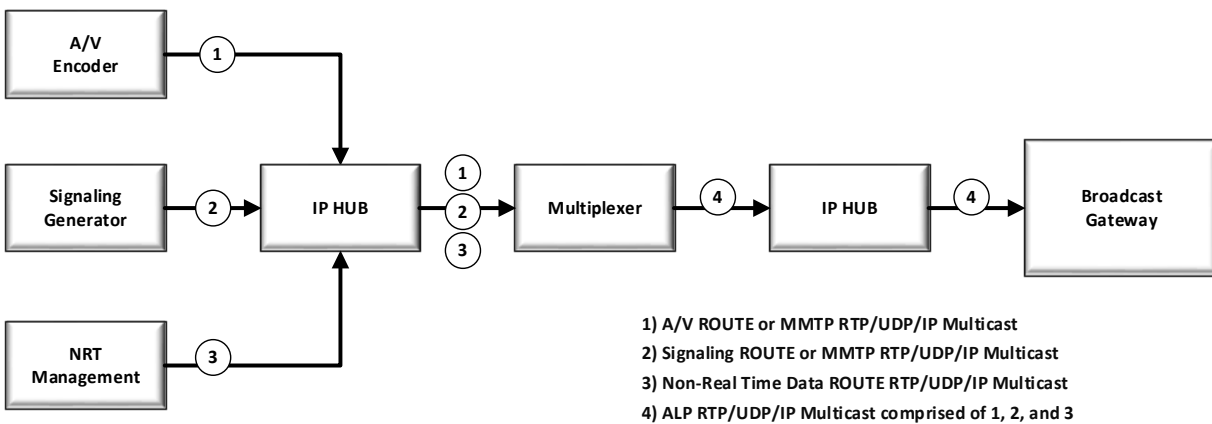 A/V
Encoder
1
Signaling
Generator
2
IP HUB
1
2
3
Multiplexer
4
IP HUB
4
Broadcast
Gateway
NRT
Management
3
1) A/V ROUTE or MMTP RTP/UDP/IP Multicast
2) Signaling ROUTE or MMTP RTP/UDP/IP Multicast
3) Non-Real Time Data ROUTE RTP/UDP/IP Multicast
4) ALP RTP/UDP/IP Multicast comprised of 1, 2, and 3